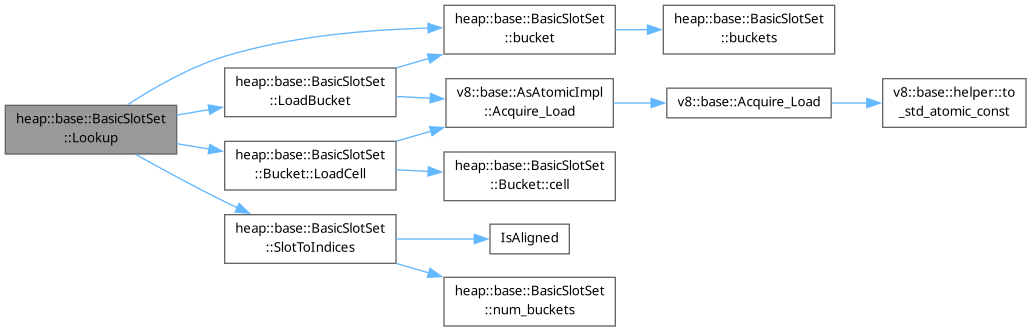 heap::base::BasicSlotSet
::Lookup
heap::base::BasicSlotSet
::bucket
heap::base::BasicSlotSet
::buckets
heap::base::BasicSlotSet
::LoadBucket
v8::base::AsAtomicImpl
::Acquire_Load
v8::base::Acquire_Load
v8::base::helper::to
_std_atomic_const
heap::base::BasicSlotSet
::Bucket::LoadCell
heap::base::BasicSlotSet
::Bucket::cell
heap::base::BasicSlotSet
::SlotToIndices
IsAligned
heap::base::BasicSlotSet
::num_buckets